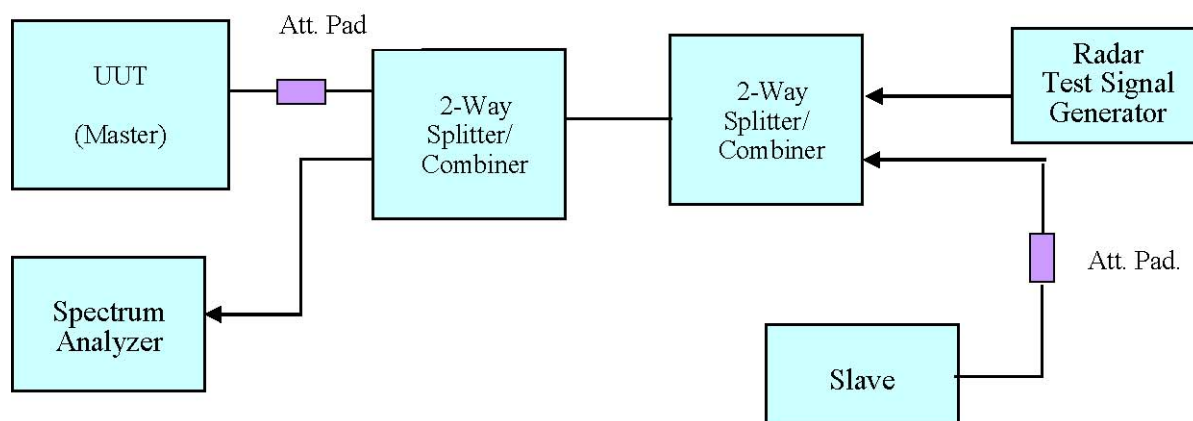 Att. Pad
UUT
(Master)
2-Way
Splitter/
Combiner
2-Way
Splitter/
Combiner
Radar
Test Signal
Generator
Att. Pad.
Spectrum
Analyzer
Slave